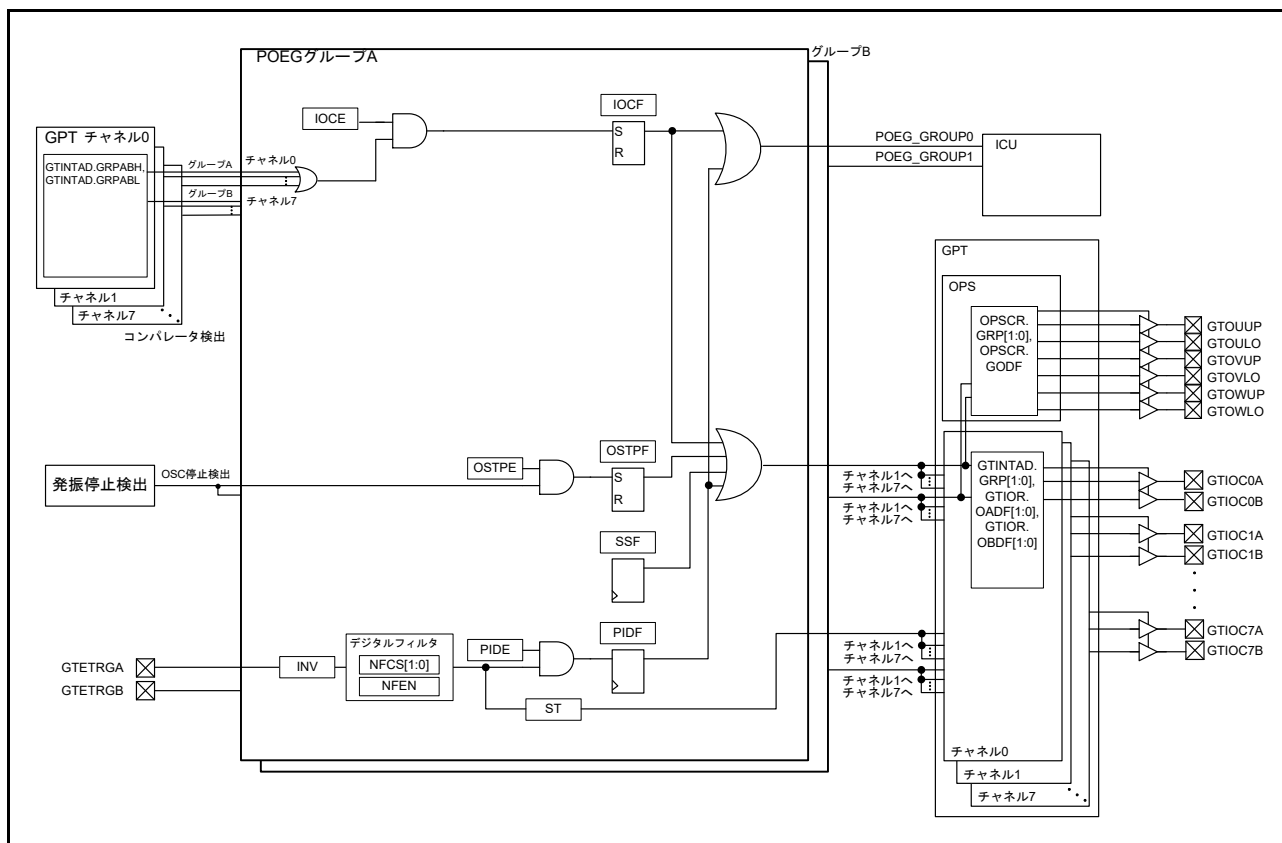 POEGグループA
グループB
GPT チャネル0
GTINTAD.GRPABH,
GTINTAD.GRPABL
チャネル1
チャネル7
コンパレータ検出
グループA
チャネル0
グループB
チャネル7
IOCE
IOCF
S
R
POEG_GROUP0
POEG_GROUP1
ICU
GPT
OPS
OPSCR.
GRP[1:0],
OPSCR.
GODF
GTOUUP
GTOULO
GTOVUP
GTOVLO
GTOWUP
GTOWLO
発振停止検出
OSC停止検出
OSTPE
OSTPF
S
R
SSF
チャネル1へ
チャネル7へ
チャネル1へ
チャネル7へ
GTINTAD.
GRP[1:0],
GTIOR.
OADF[1:0],
GTIOR.
OBDF[1:0]
GTIOC0A
GTIOC0B
GTIOC1A
GTIOC1B
GTIOC7A
GTIOC7B
GTETRGA
GTETRGB
INV
デジタルフィルタ
NFCS[1:0]
NFEN
PIDE
PIDF
ST
チャネル1へ
チャネル7へ
チャネル1へ
チャネル7へ
チャネル0
チャネル1
チャネル7